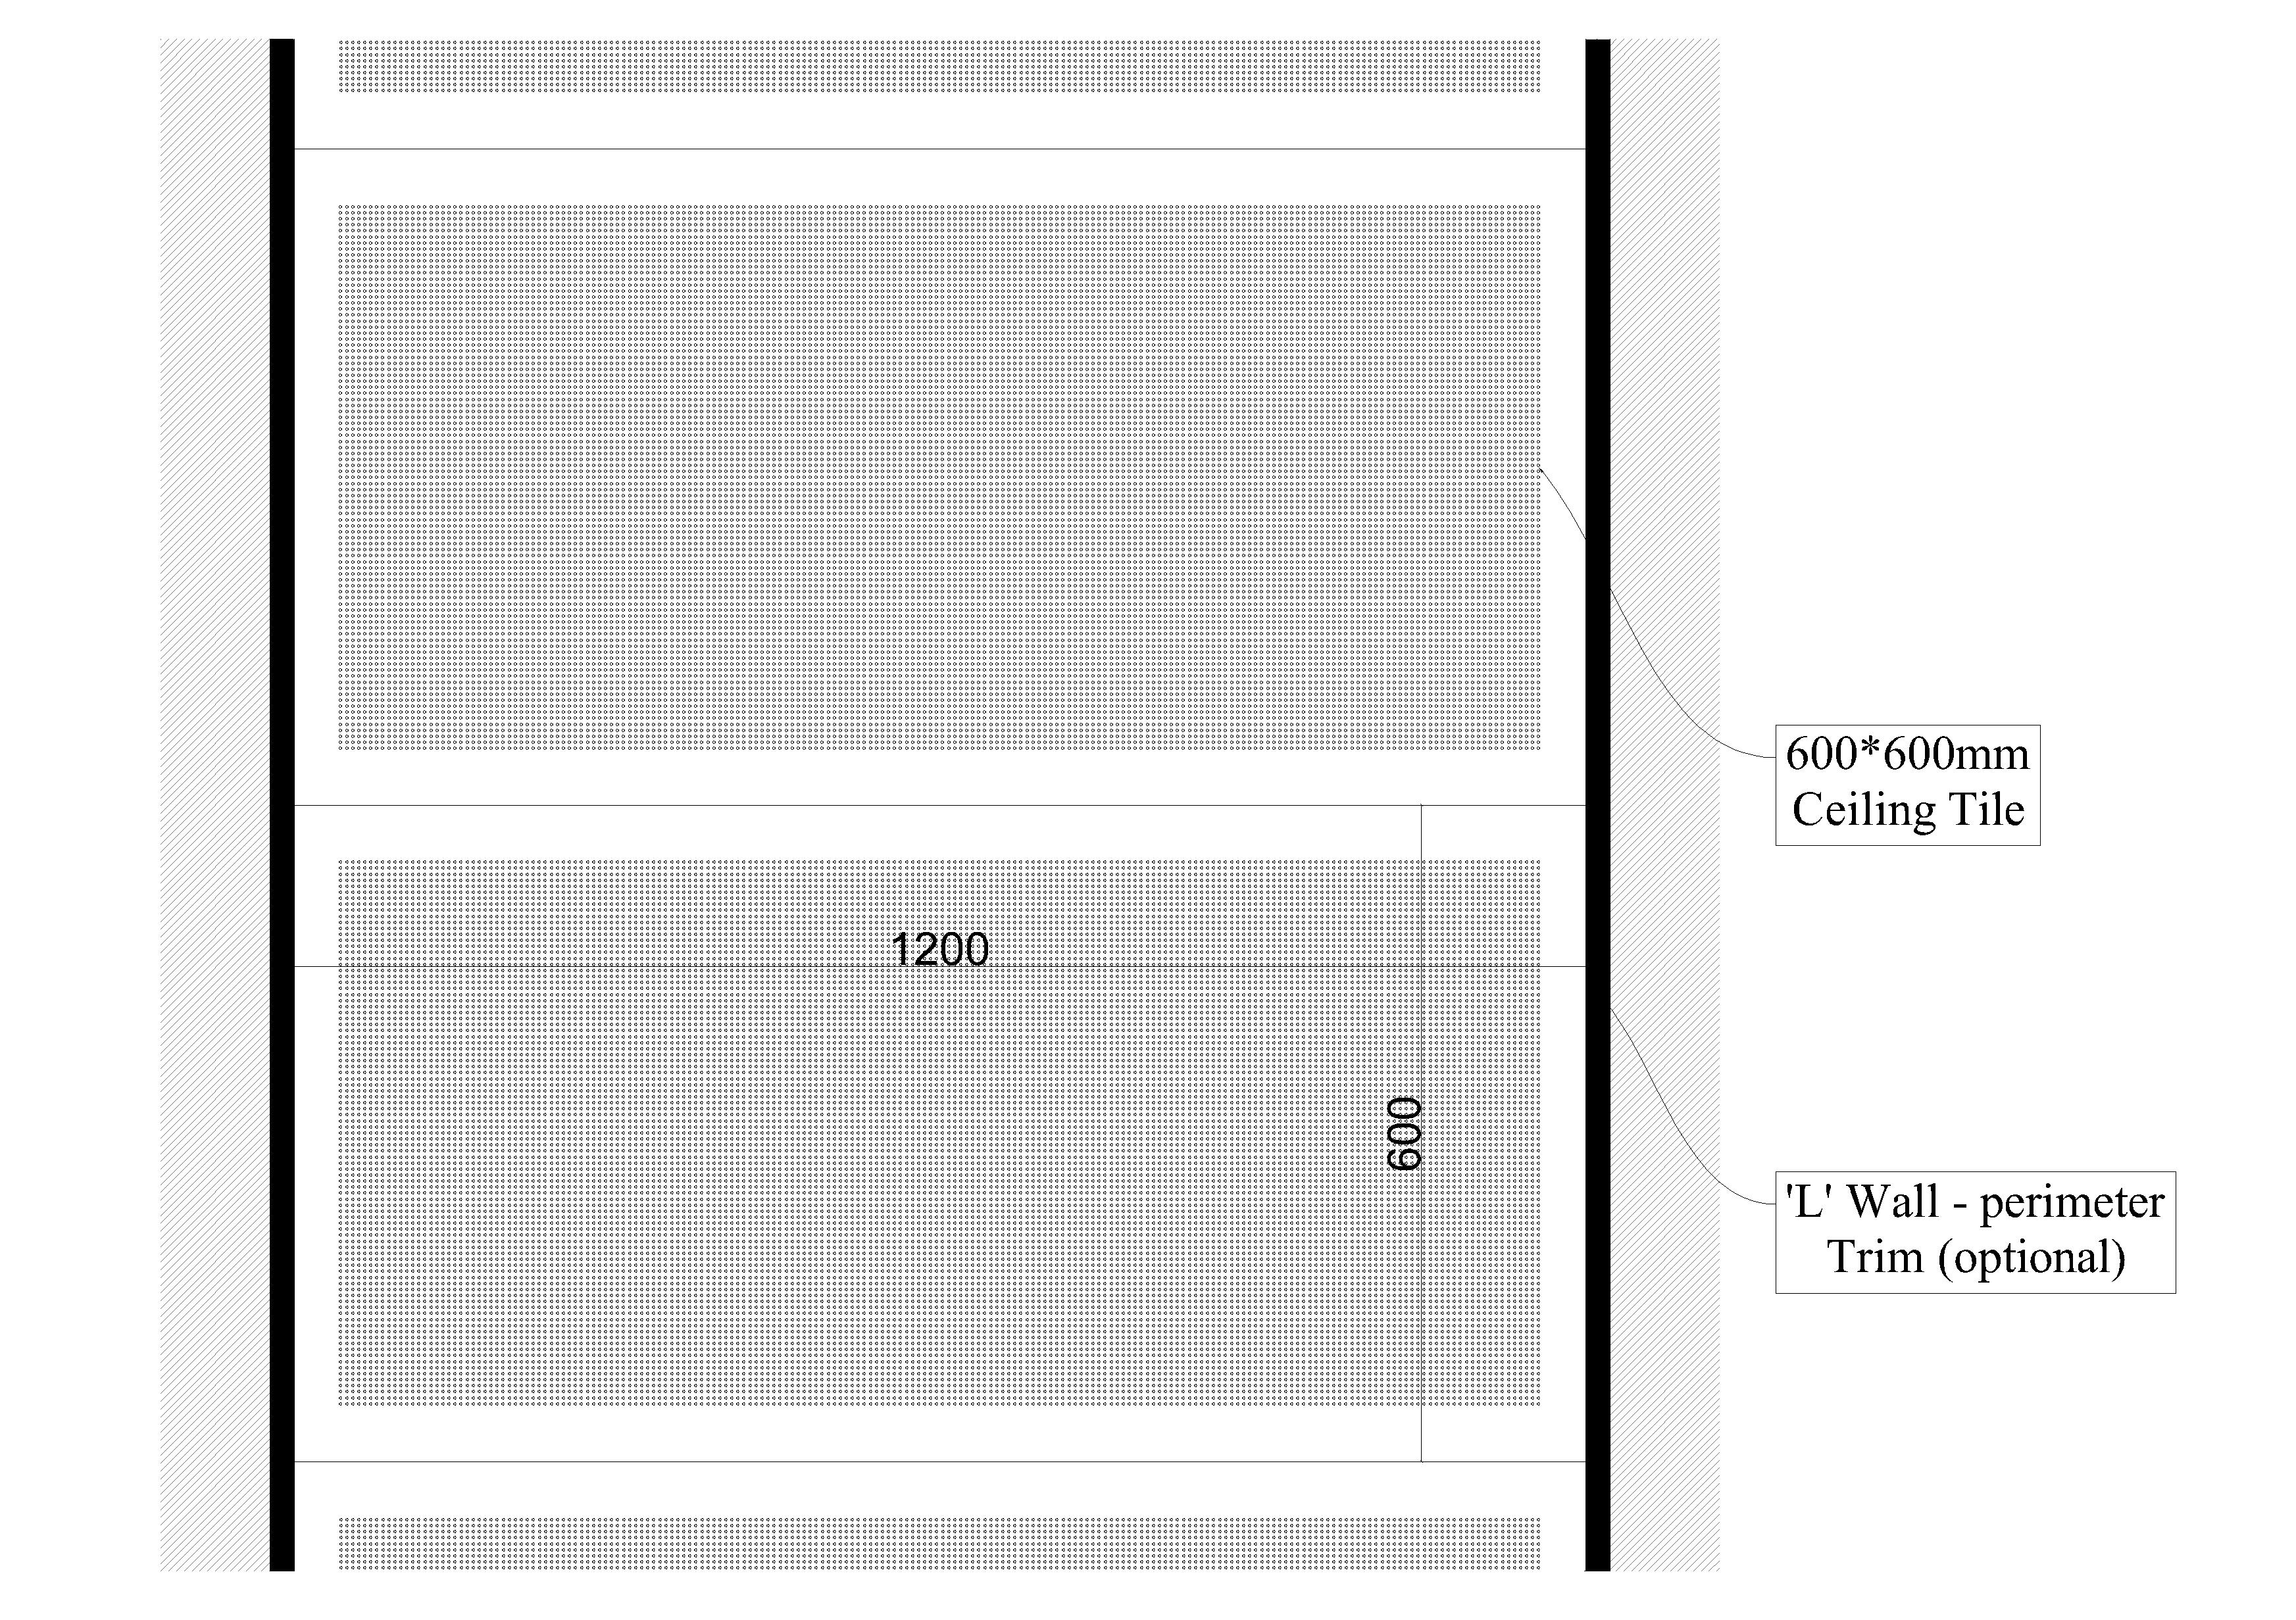 600*600mm
Ceiling Tile
1200
600
'L' Wall - perimeter
Trim (optional)